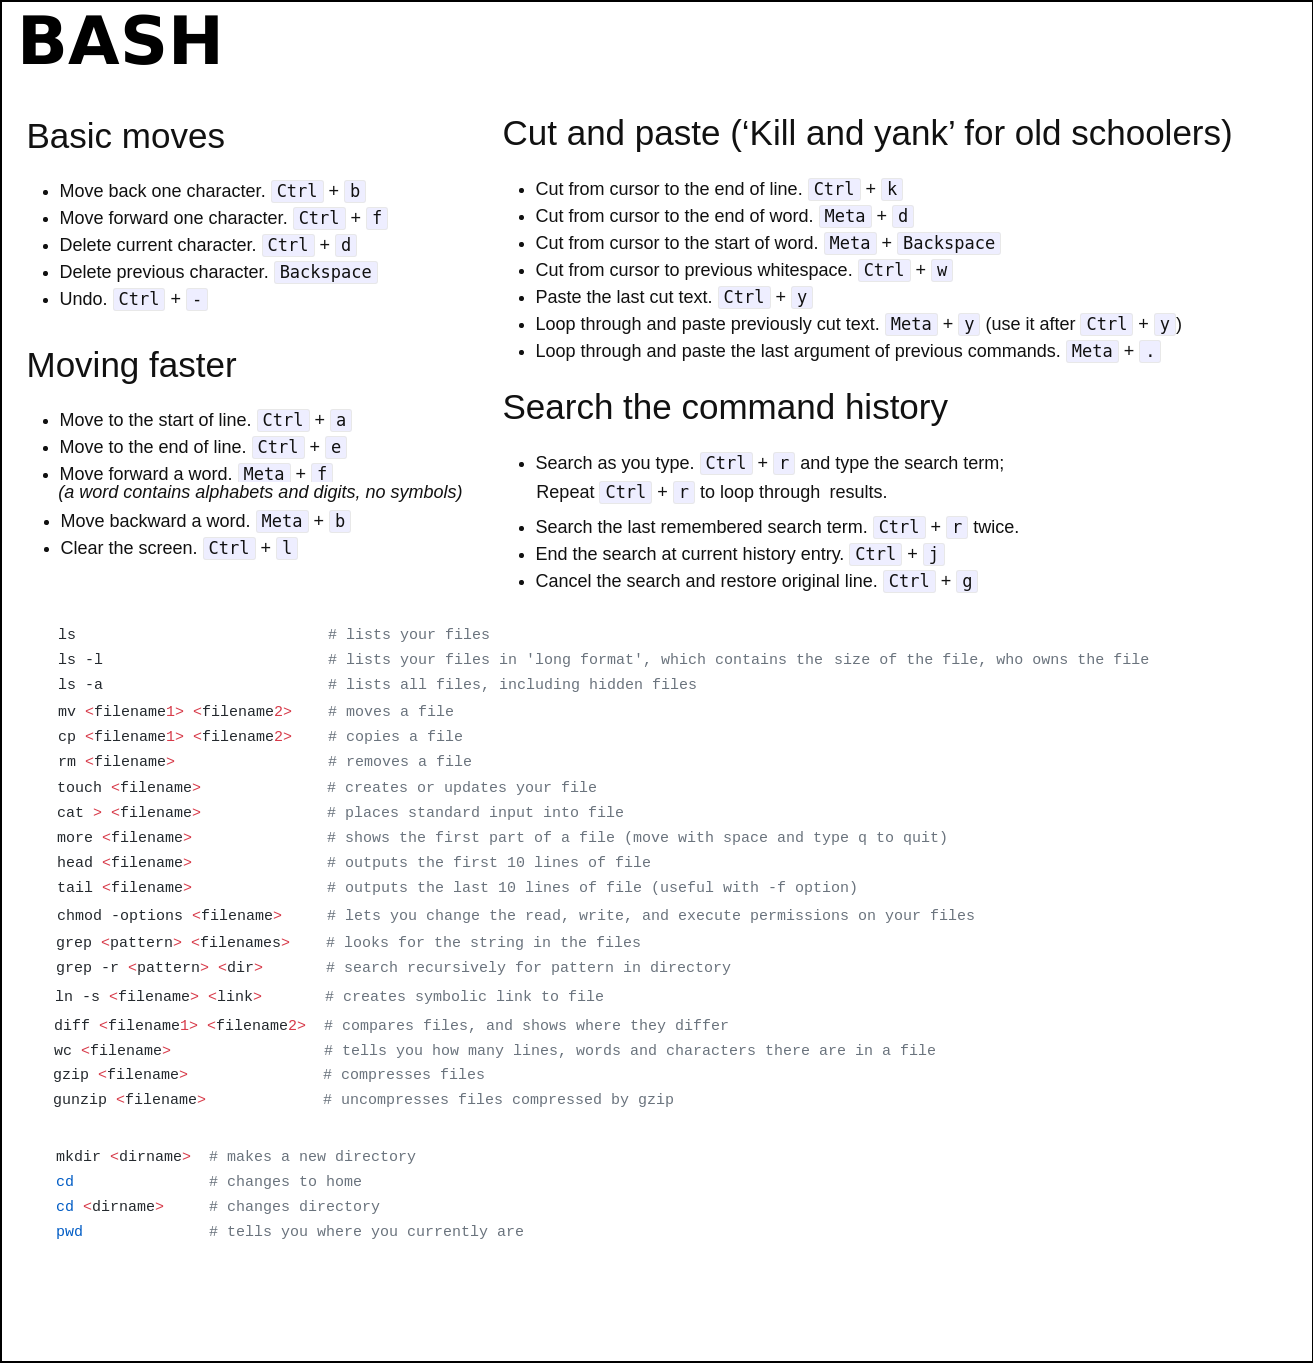 BASH
Basic moves
Move back one character. Ctrl + b
Move forward one character. Ctrl + f
Delete current character. Ctrl + d
Delete previous character. Backspace
Undo. Ctrl + -
Moving faster
Move to the start of line. Ctrl + a
Move to the end of line. Ctrl + e
Move forward a word. Meta + f
(a word contains alphabets and digits, no symbols)
Move backward a word. Meta + b
Clear the screen. Ctrl + l
Cut and paste (‘Kill and yank’ for old schoolers)
Cut from cursor to the end of line. Ctrl + k
Cut from cursor to the end of word. Meta + d
Cut from cursor to the start of word. Meta + Backspace
Cut from cursor to previous whitespace. Ctrl + w
Paste the last cut text. Ctrl + y
Loop through and paste previously cut text. Meta + y (use it after Ctrl + y )
Loop through and paste the last argument of previous commands. Meta + .
Search the command history
Search as you type. Ctrl + r and type the search term;
Repeat Ctrl + r to loop through results.
Search the last remembered search term. Ctrl + r twice.
End the search at current history entry. Ctrl + j
Cancel the search and restore original line. Ctrl + g
ls # lists your files
ls -l # lists your files in 'long format', which contains the size of the file, who owns the file
ls -a # lists all files, including hidden files
mv <filename1> <filename2> # moves a file
cp <filename1> <filename2> # copies a file
rm <filename> # removes a file
touch <filename> # creates or updates your file
cat > <filename> # places standard input into file
more <filename> # shows the first part of a file (move with space and type q to quit)
head <filename> # outputs the first 10 lines of file
tail <filename> # outputs the last 10 lines of file (useful with -f option)
chmod -options <filename> # lets you change the read, write, and execute permissions on your files
grep <pattern> <filenames> # looks for the string in the files
grep -r <pattern> <dir> # search recursively for pattern in directory
ln -s <filename> <link> # creates symbolic link to file
diff <filename1> <filename2> # compares files, and shows where they differ
wc <filename> # tells you how many lines, words and characters there are in a file
gzip <filename> # compresses files
gunzip <filename> # uncompresses files compressed by gzip
mkdir <dirname> # makes a new directory
cd # changes to home
cd <dirname> # changes directory
pwd # tells you where you currently are